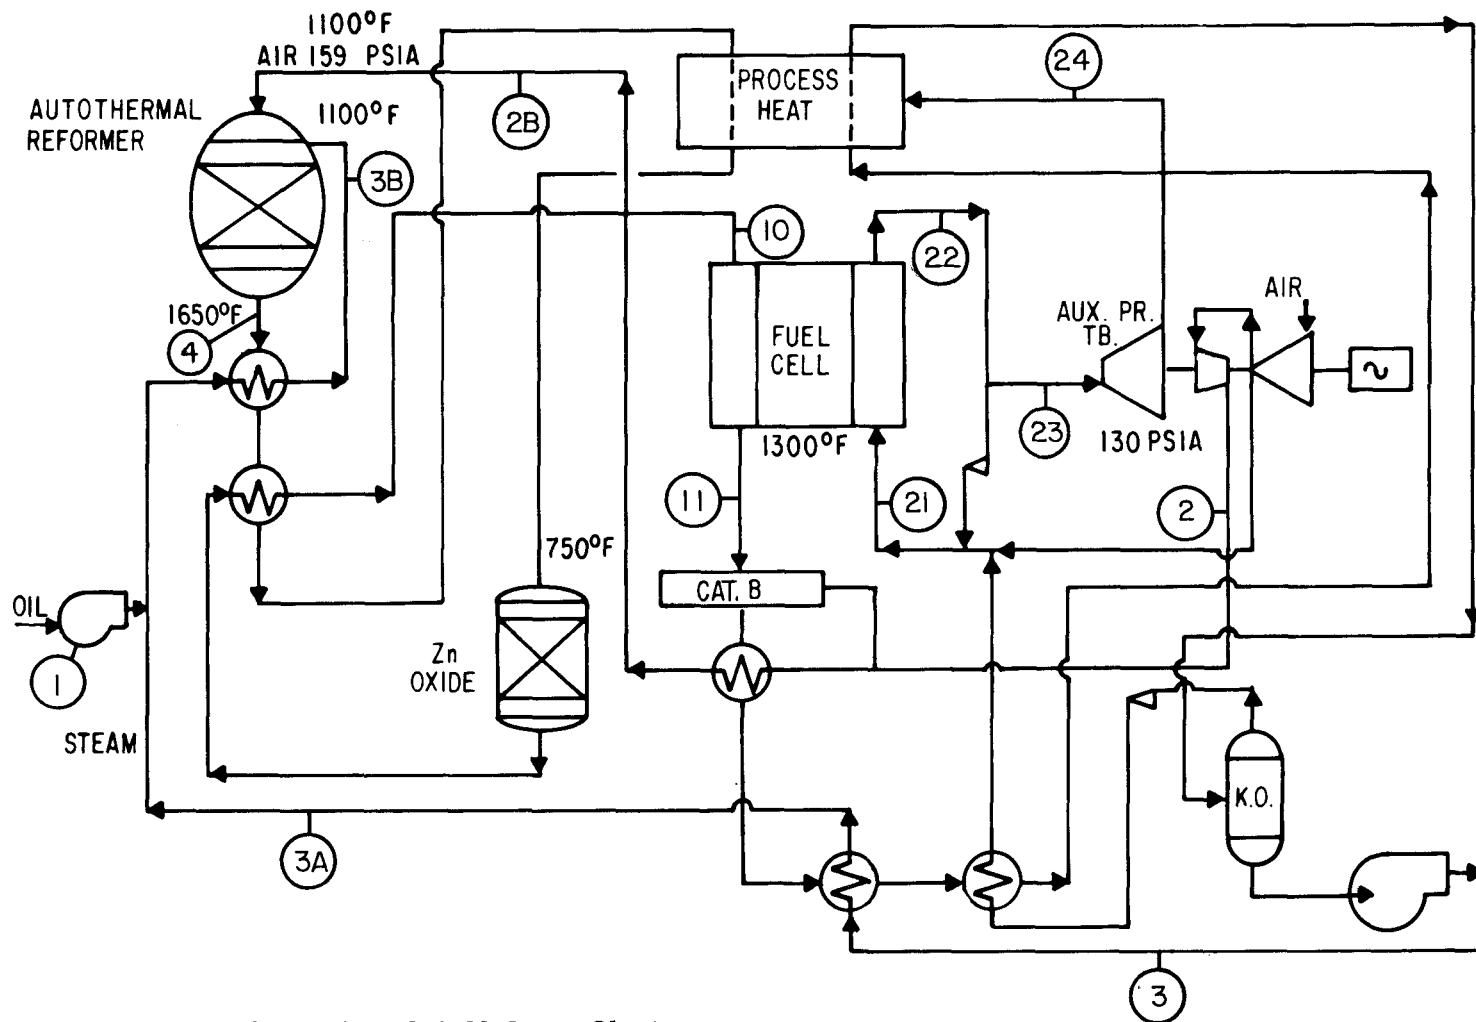 1100°F
AIR 159 PSIA
AUTOTHERMAL
REFORMER
1100°F
2B
3B
PROCESS
HEAT
24
10
22
1650°F
4
FUEL
CELL
AUX. PR.
TB.
AIR
~
23
130 PSIA
1300°F
11
21
2
750°F
CAT. B
OIL
1
Zn
OXIDE
STEAM
K.O.
3A
3